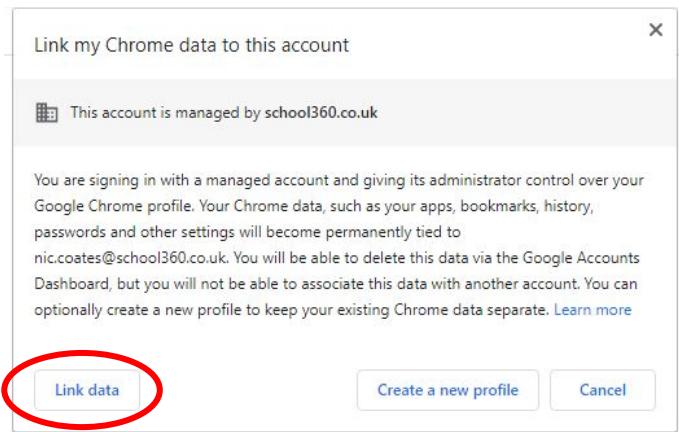 Link my Chrome data to this account
This account is managed by school360.co.uk
You are signing in with a managed account and giving its administrator control over your
Google Chrome profile. Your Chrome data, such as your apps, bookmarks, history,
passwords and other settings will become permanently tied to
nic.coates@school360.co.uk. You will be able to delete this data via the Google Accounts
Dashboard, but you will not be able to associate this data with another account. You can
optionally create a new profile to keep your existing Chrome data separate. Learn more
Link data Create a new profile Cancel